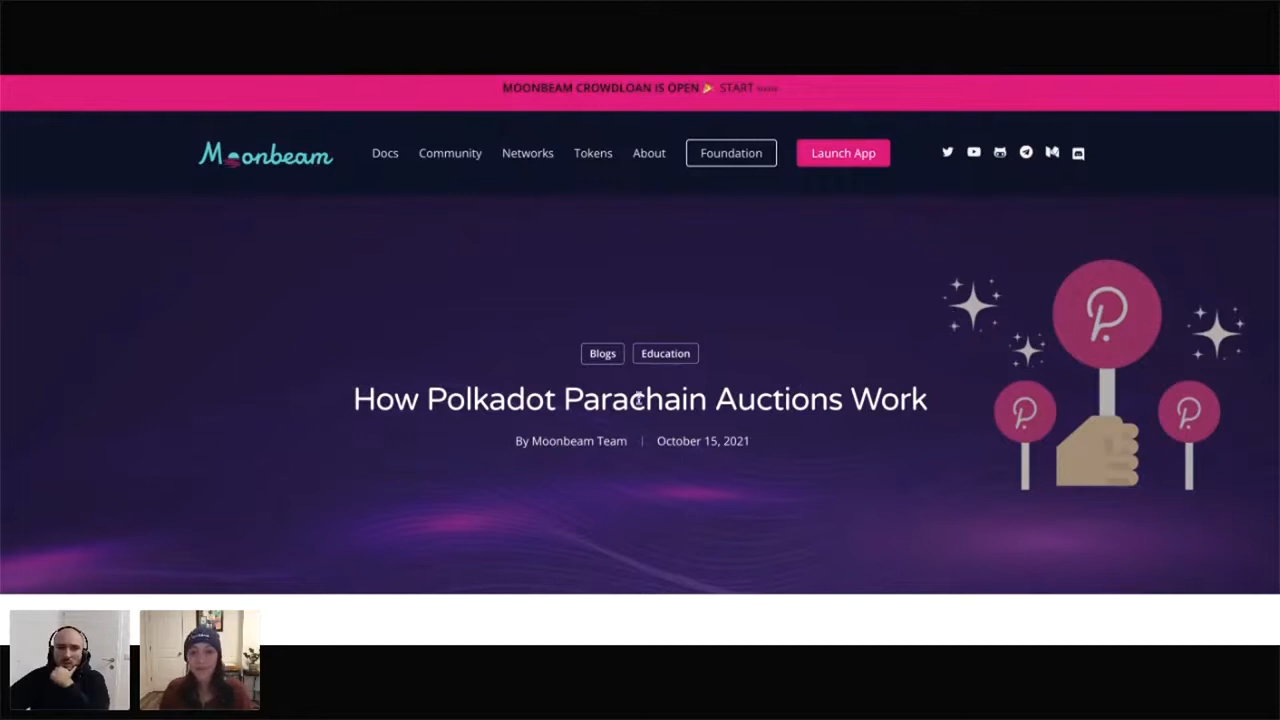 MOONBEAM CROWDLOAN IS OPEN 🎉 START
Moonbeam Docs Community Networks Tokens About Foundation Launch App
Blogs Education
How Polkadot Parachain Auctions Work
By Moonbeam Team | October 15, 2021